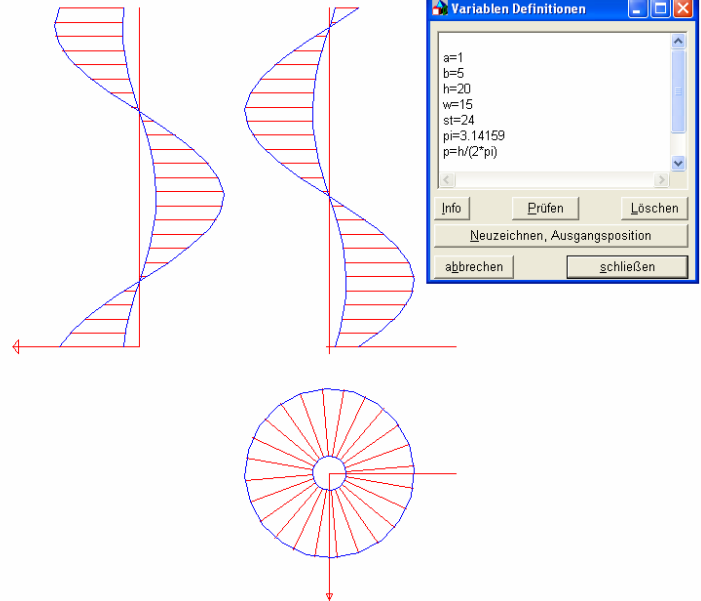 Variablen Definitionen
a=1
b=5
h=20
w=15
st=24
pi=3.14159
p=h/(2*pi)
Info Prüfen Löschen
Neuzeichnen, Ausgangsposition
abbrechen schließen